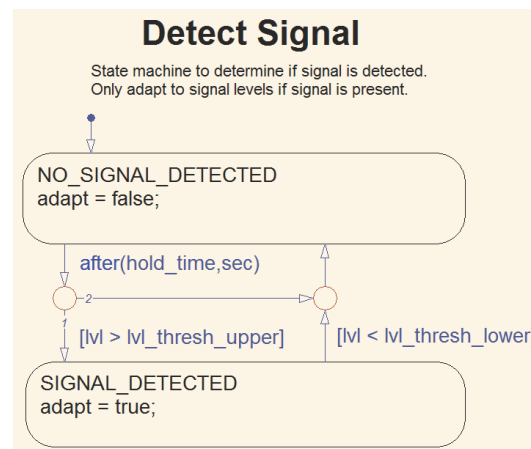 Detect Signal
State machine to determine if signal is detected.
Only adapt to signal levels if signal is present.
NO_SIGNAL_DETECTED
adapt = false;
after(hold_time,sec)
2
1
[lvl > lvl_thresh_upper]
[lvl < lvl_thresh_lower
SIGNAL_DETECTED
adapt = true;